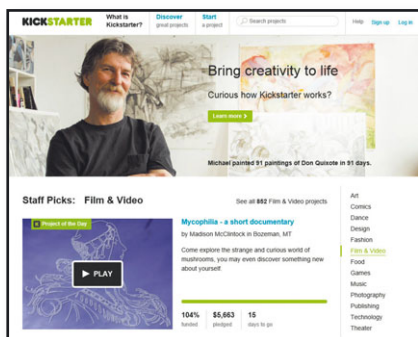 KICKSTARTER
What is Kickstarter?
Discover great projects
Start a project
Search projects
Help Sign up Log in
Bring creativity to life
Curious how Kickstarter works?
Learn more >
Michael painted 91 paintings of Don Quixote in 91 days.
Staff Picks: Film & Video
See all 852 Film & Video projects
Project of the Day
PLAY
Mycophilia - a short documentary
by Madison McClintock in Bozeman, MT
Come explore the strange and curious world of
mushrooms, you may even discover something new
about yourself.
104% funded
$5,663 pledged
15 days to go
Art
Comics
Dance
Design
Fashion
Film & Video
Food
Games
Music
Photography
Publishing
Technology
Theater